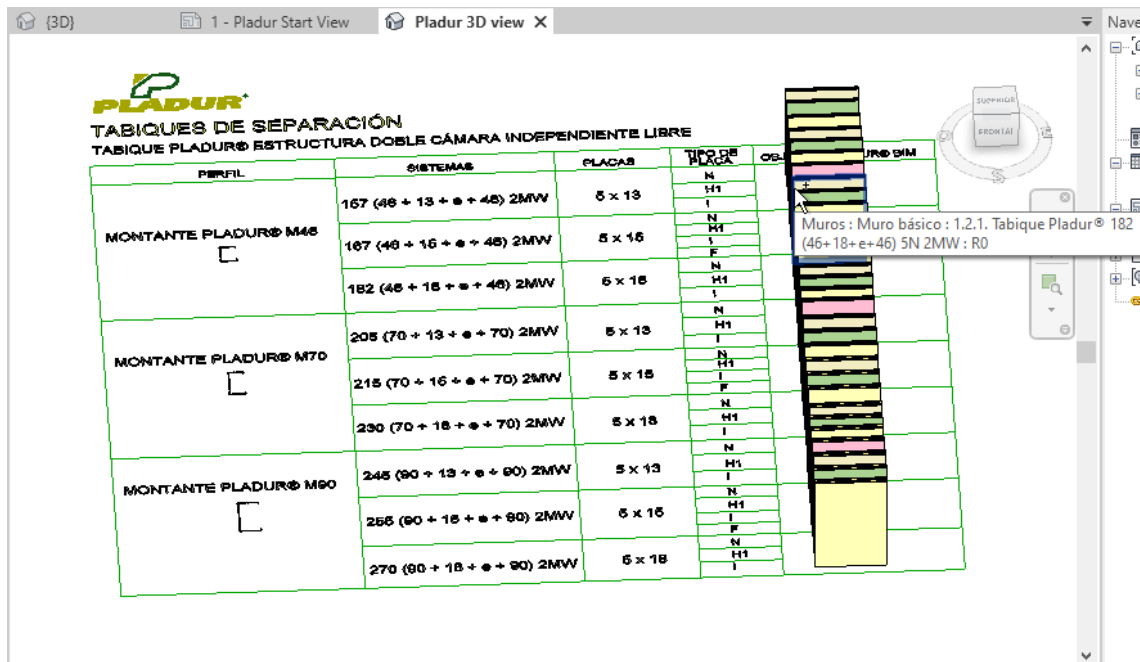 {3D}
1 - Pladur Start View
Pladur 3D view
Nave
PLADUR
TABIQUES DE SEPARACIÓN
TABIQUE PLADUR® ESTRUCTURA DOBLE CÁMARA INDEPENDIENTE LIBRE
PERFIL SISTEMAS PLACAS TIPO DE PLACA
MONTANTE PLADUR® M46
157 (46 + 13 + e + 46) 2MW 5 x 13 N H1 I
167 (46 + 15 + e + 46) 2MW 5 x 15 N H1 I F
182 (46 + 18 + e + 46) 2MW 5 x 18 N H1 I
MONTANTE PLADUR® M70
205 (70 + 13 + e + 70) 2MW 5 x 13 N H1 I
215 (70 + 15 + e + 70) 2MW 5 x 15 N H1 I F
230 (70 + 18 + e + 70) 2MW 5 x 18 N H1 I
MONTANTE PLADUR® M90
245 (90 + 13 + e + 90) 2MW 5 x 13 N H1 I
255 (90 + 15 + e + 90) 2MW 5 x 15 N H1 I F
270 (90 + 18 + e + 90) 2MW 5 x 18 N H1 I
SUPERIOR
FRONTAL
E
S
Muros : Muro básico : 1.2.1. Tabique Pladur® 182
(46+18+e+46) 5N 2MW : R0